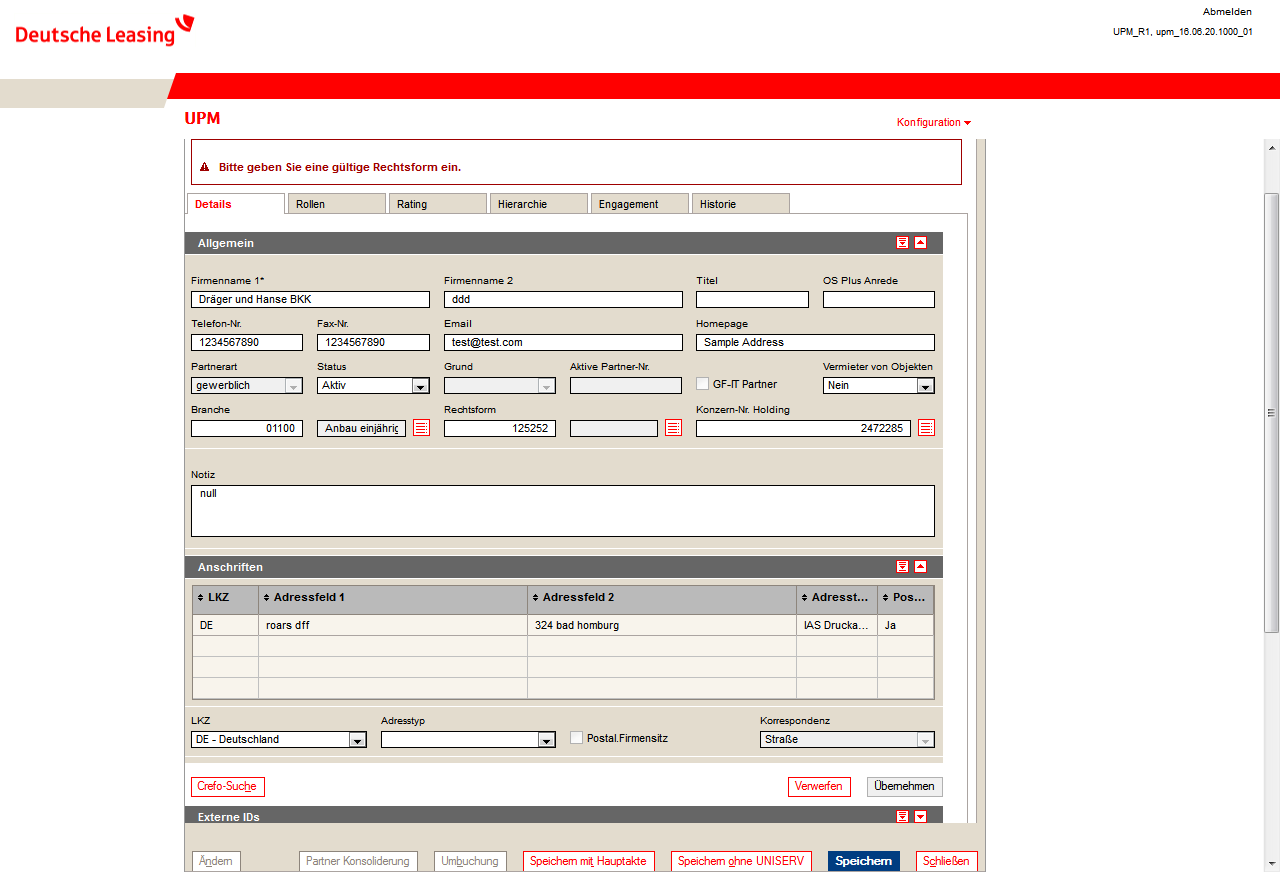 Abmelden
Deutsche Leasing
UPM_R1, upm_16.06.20.1000_01
UPM
Konfiguration
Bitte geben Sie eine gültige Rechtsform ein.
Details Rollen Rating Hierarchie Engagement Historie
Allgemein
Firmenname 1* Firmenname 2 Titel OS Plus Anrede
Dräger und Hanse BKK ddd
Telefon-Nr. Fax-Nr. Email Homepage
1234567890 1234567890 test@test.com Sample Address
Partnerart Status Grund Aktive Partner-Nr. Vermieter von Objekten
gewerblich Aktiv GF-IT Partner Nein
Branche Rechtsform Konzern-Nr. Holding
01100 Anbau einjährig 125252 2472285
Notiz
null
Anschriften
LKZ Adressfeld 1 Adressfeld 2 Adresst... Pos...
DE roars dff 324 bad homburg IAS Drucka... Ja
LKZ Adresstyp Korrespondenz
DE - Deutschland Postal.Firmensitz Straße
Crefo-Suche Verwerfen Übernehmen
Externe IDs
Ändern Partner Konsolidierung Umbuchung Speichern mit Hauptakte Speichern ohne UNISERV Speichern Schließen